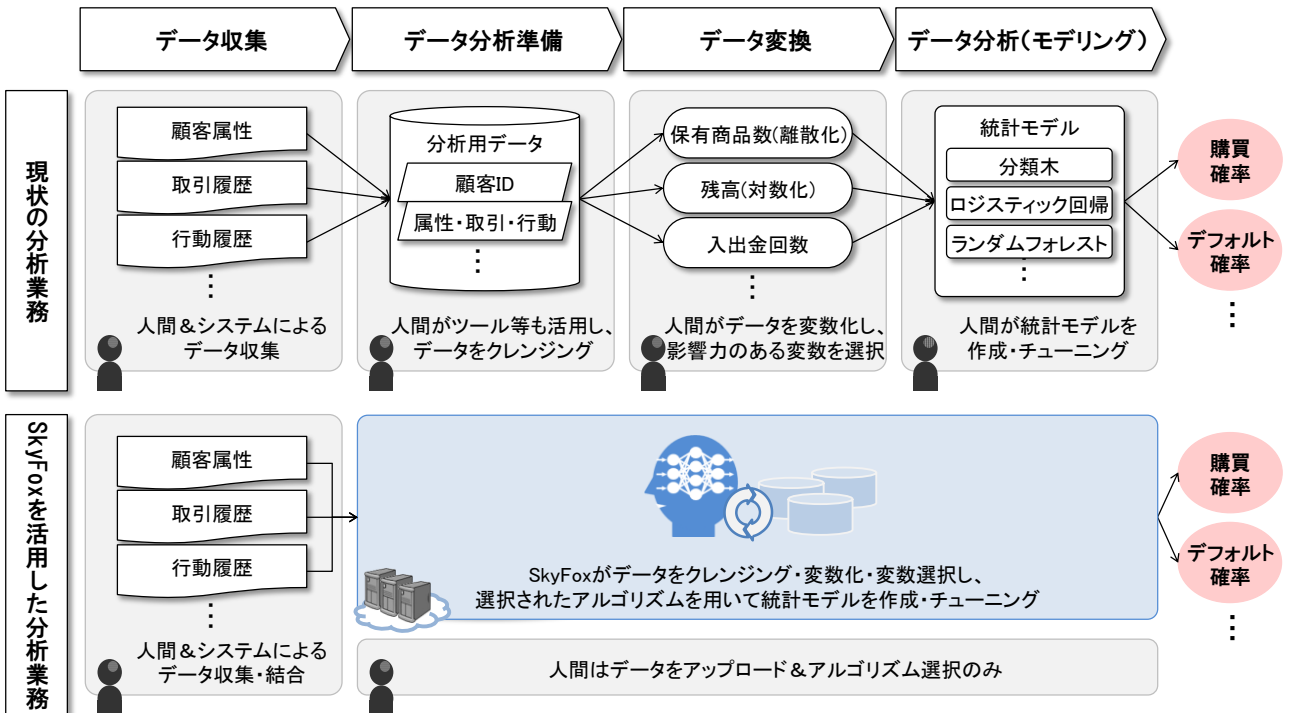 データ収集
データ分析準備
データ変換
データ分析(モデリング)
現状の分析業務
顧客属性
取引履歴
行動履歴
⋮
人間＆システムによる
データ収集
分析用データ
顧客ID
属性・取引・行動
⋮
人間がツール等も活用し、
データをクレンジング
保有商品数(離散化)
残高(対数化)
入出金回数
⋮
人間がデータを変数化し、
影響力のある変数を選択
統計モデル
分類木
ロジスティック回帰
ランダムフォレスト
⋮
人間が統計モデルを
作成・チューニング
購買
確率
デフォルト
確率
⋮
SkyFoxを活用した分析業務
顧客属性
取引履歴
行動履歴
⋮
人間＆システムによる
データ収集・結合
SkyFoxがデータをクレンジング・変数化・変数選択し、
選択されたアルゴリズムを用いて統計モデルを作成・チューニング
人間はデータをアップロード＆アルゴリズム選択のみ
購買
確率
デフォルト
確率
⋮